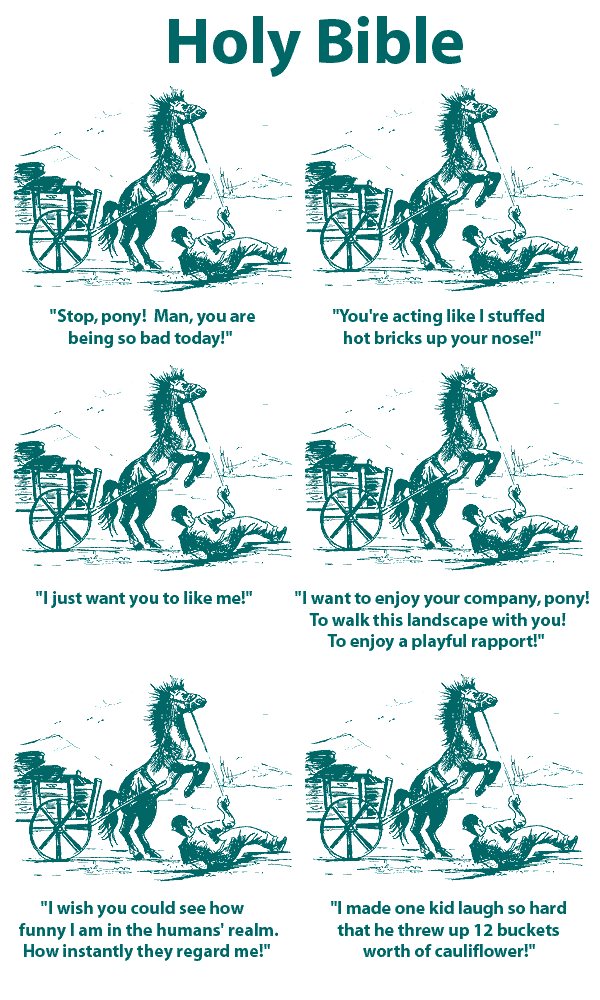 Holy Bible
"Stop, pony!  Man, you are
being so bad today!"
"You're acting like I stuffed
hot bricks up your nose!"
"I just want you to like me!"
"I want to enjoy your company, pony!
To walk this landscape with you!
To enjoy a playful rapport!"
"I wish you could see how
funny I am in the humans' realm.
How instantly they regard me!"
"I made one kid laugh so hard
that he threw up 12 buckets
worth of cauliflower!"